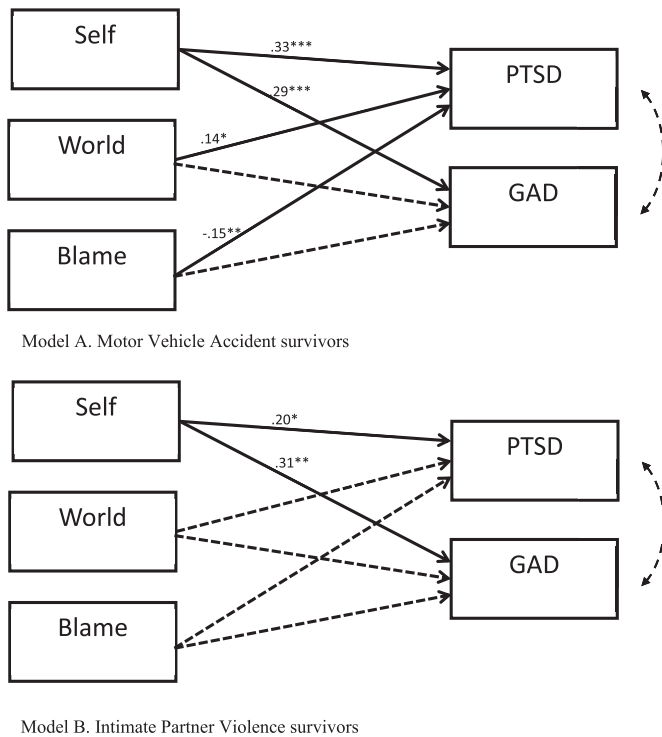 Self
.33***
PTSD
.29***
World
.14*
GAD
-.15**
Blame
Model A. Motor Vehicle Accident survivors
Self
.20*
PTSD
.31**
World
GAD
Blame
Model B. Intimate Partner Violence survivors